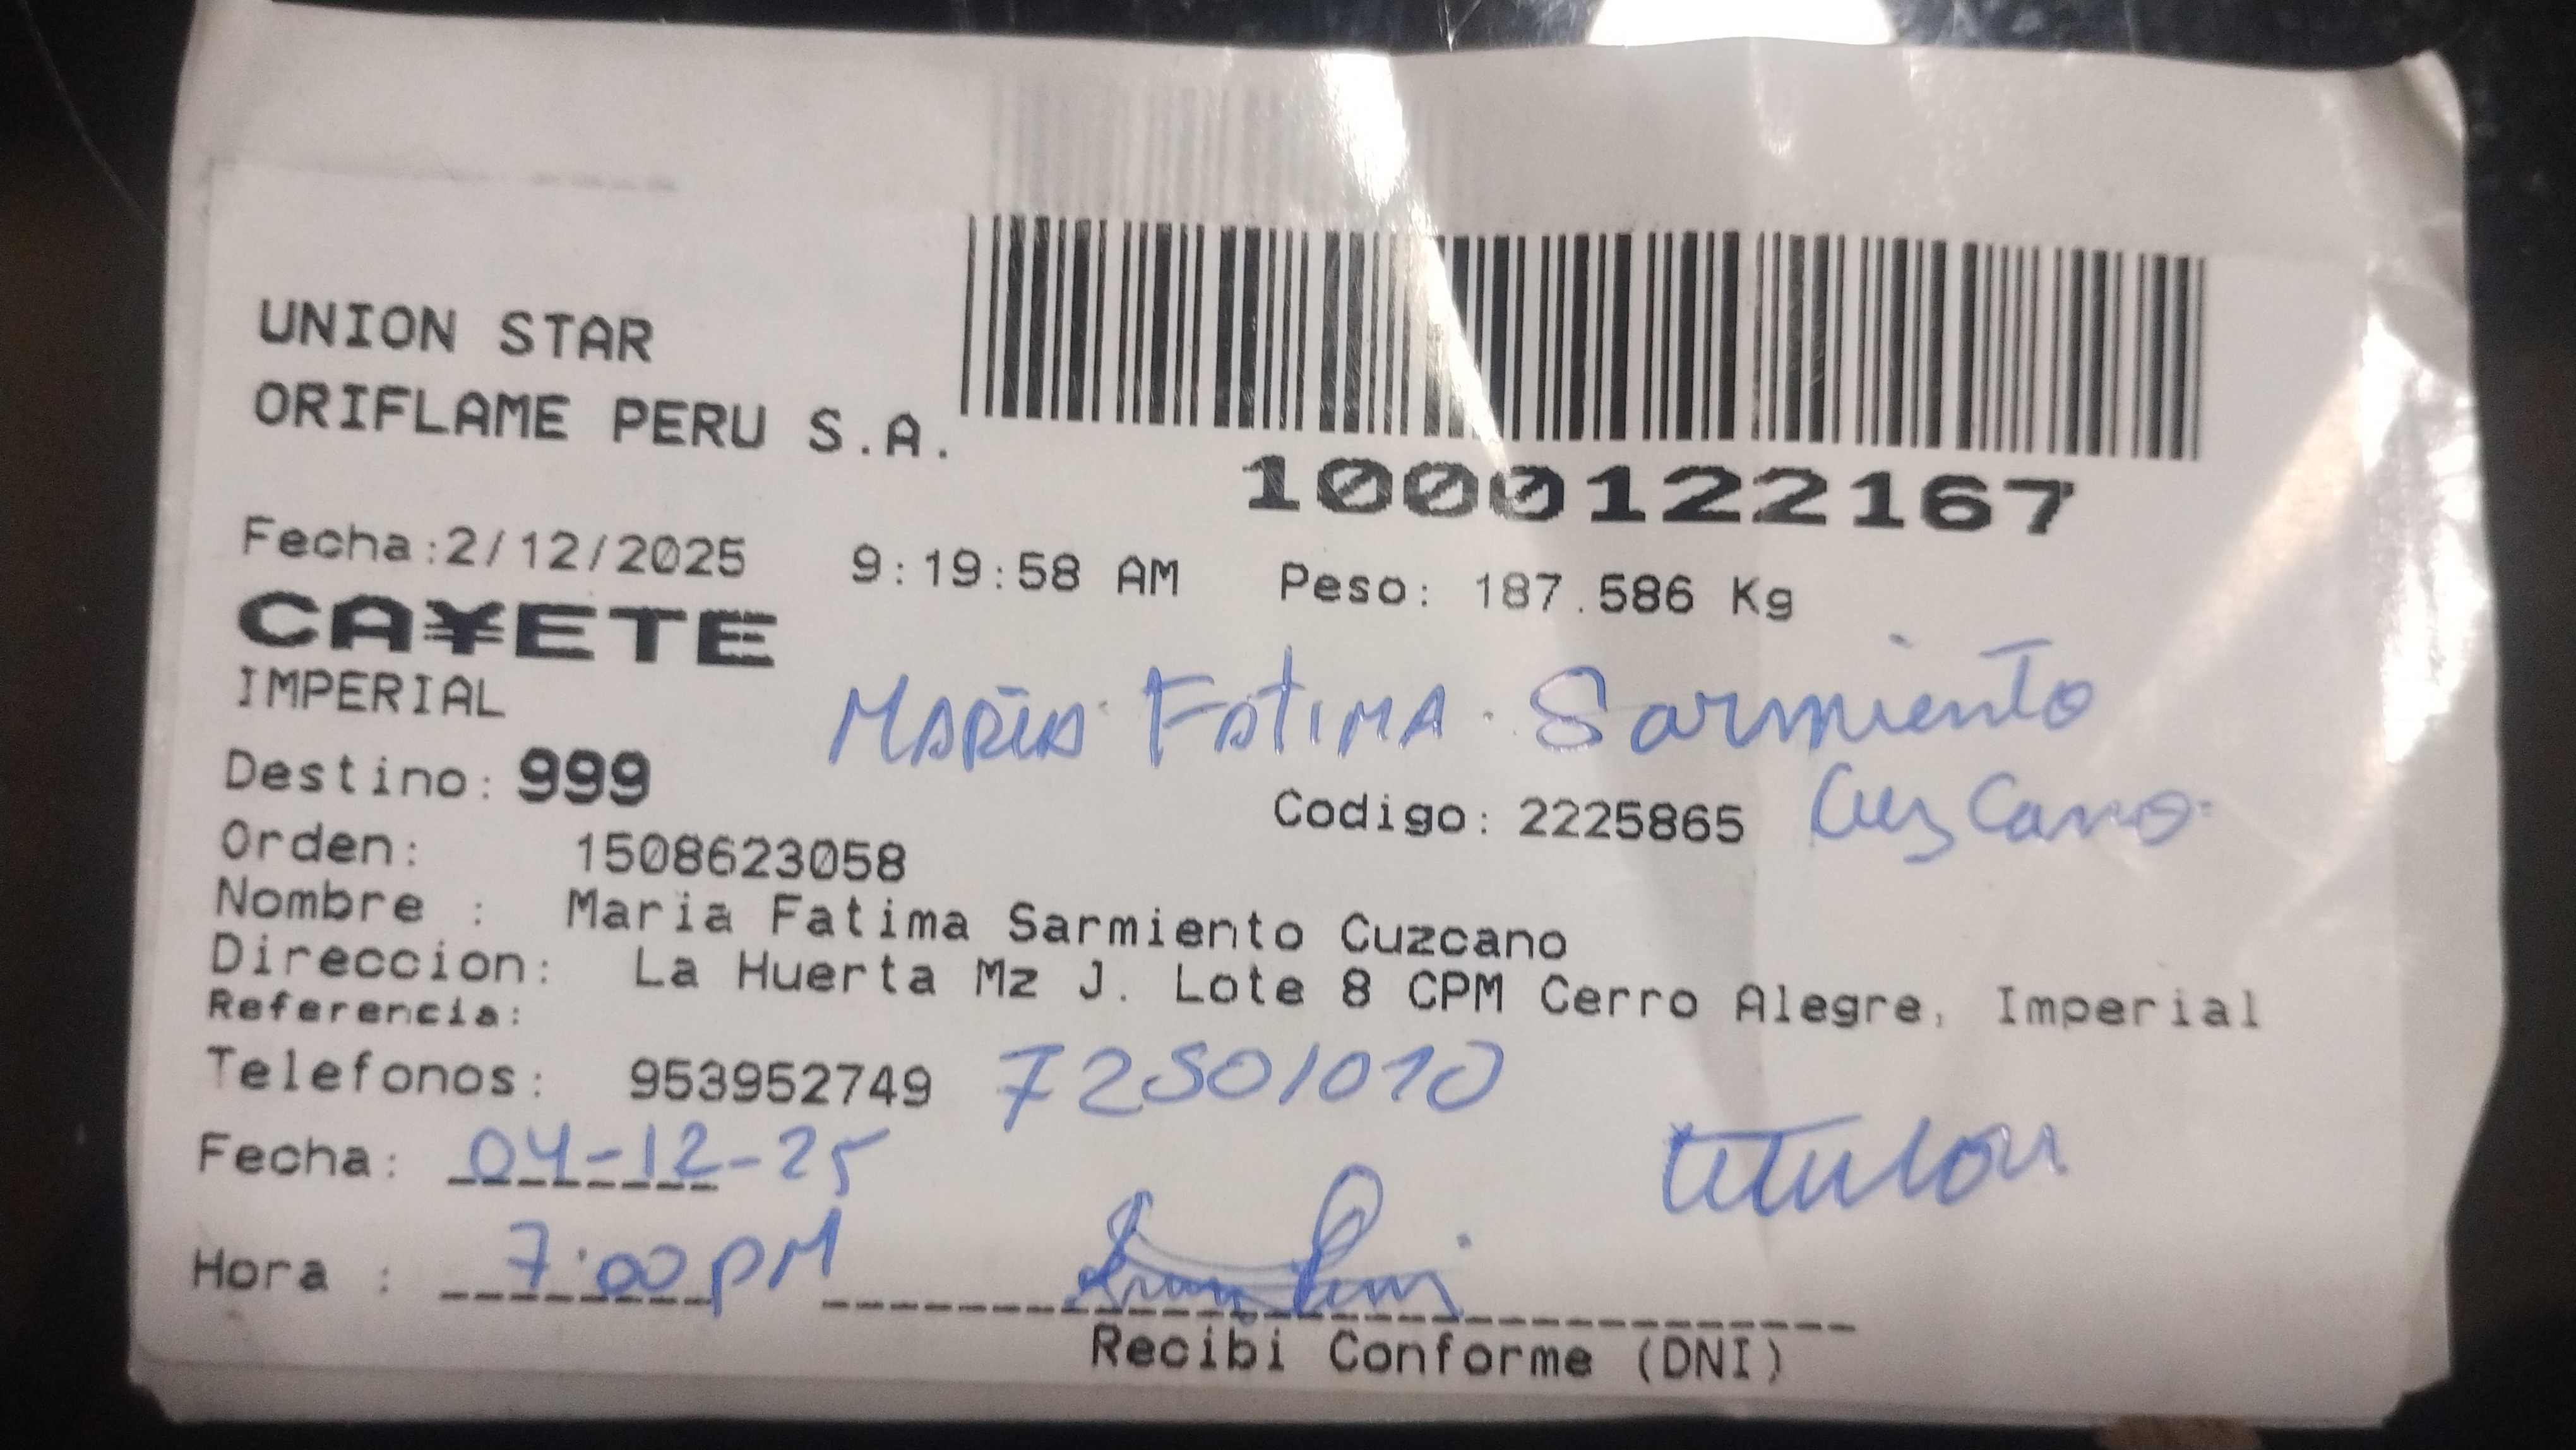 UNION STAR
ORIFLAME PERU S.A.
1000122167
Fecha:2/12/2025 9:19:58 AM Peso: 187.586 Kg
CA¥ETE
IMPERIAL
MARÍA FATIMA Sarmiento
Cuzcano
Destino: 999
Codigo: 2225865
Orden: 1508623058
Nombre : Maria Fatima Sarmiento Cuzcano
Direccion: La Huerta Mz J. Lote 8 CPM Cerro Alegre, Imperial
Referencia:
Telefonos: 953952749 72501010
Fecha: 04-12-25
titular
Hora : 7:00 PM
Recibi Conforme (DNI)